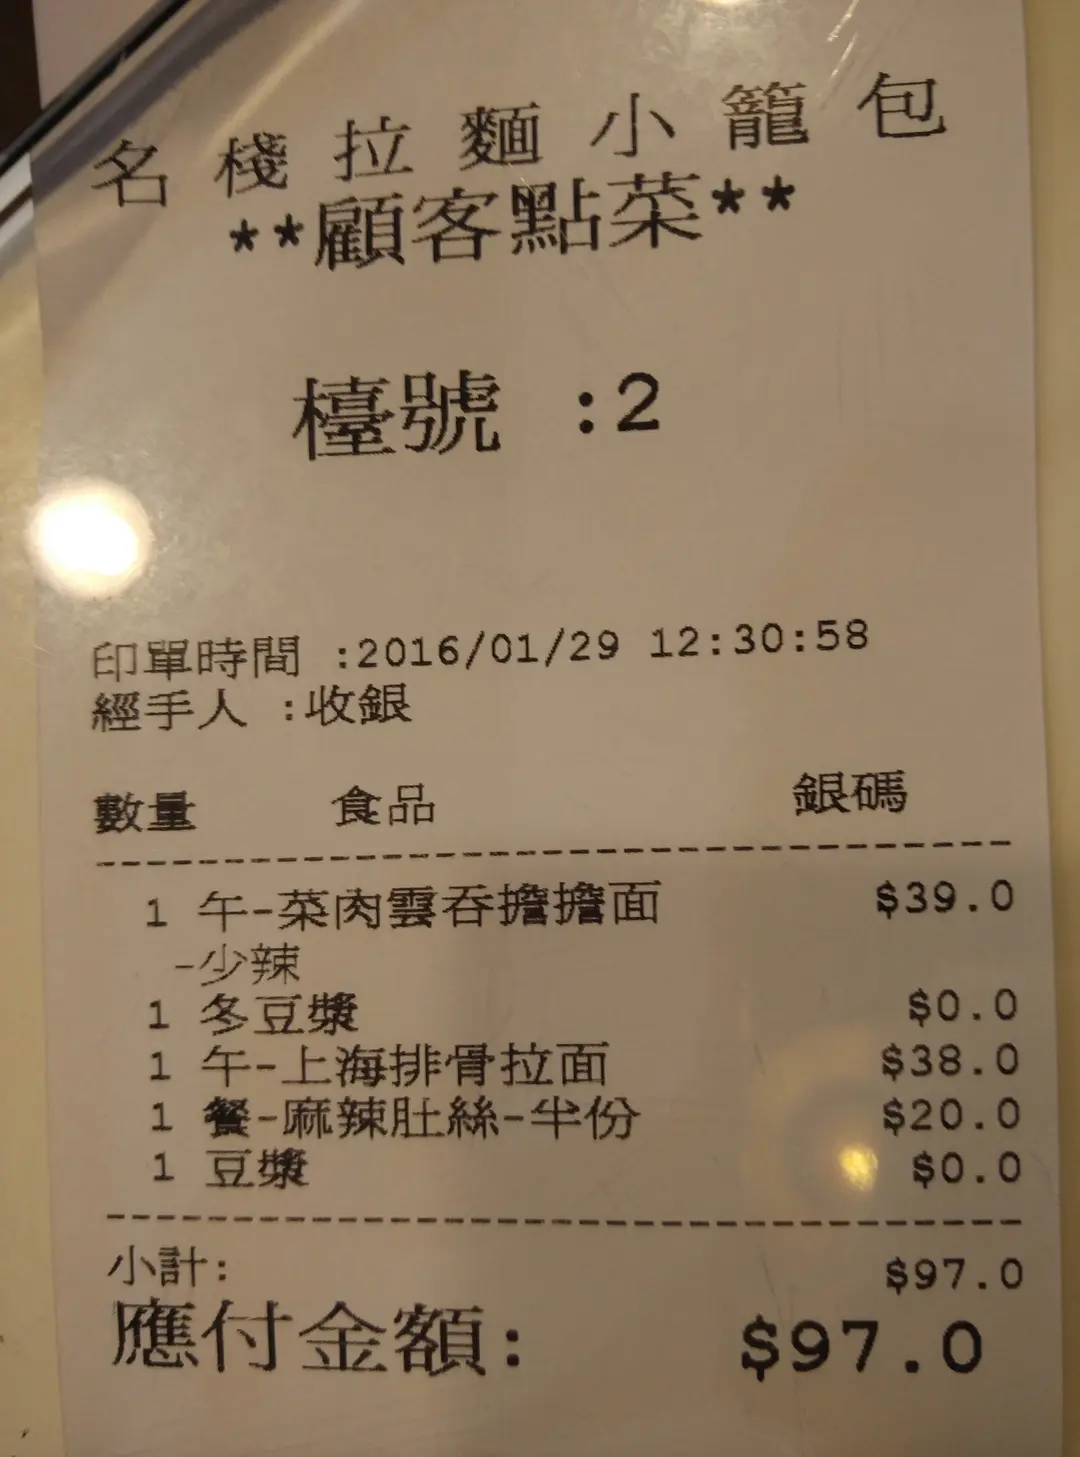 名棧拉麵小籠包
**顧客點菜**
檯號 :2
印單時間 :2016/01/29 12:30:58
經手人 :收銀
數量 食品 銀碼
1 午-菜肉雲吞擔擔面 $39.0
-少辣
1 冬豆漿 $0.0
1 午-上海排骨拉面 $38.0
1 餐-麻辣肚絲-半份 $20.0
1 豆漿 $0.0
小計: $97.0
應付金額: $97.0